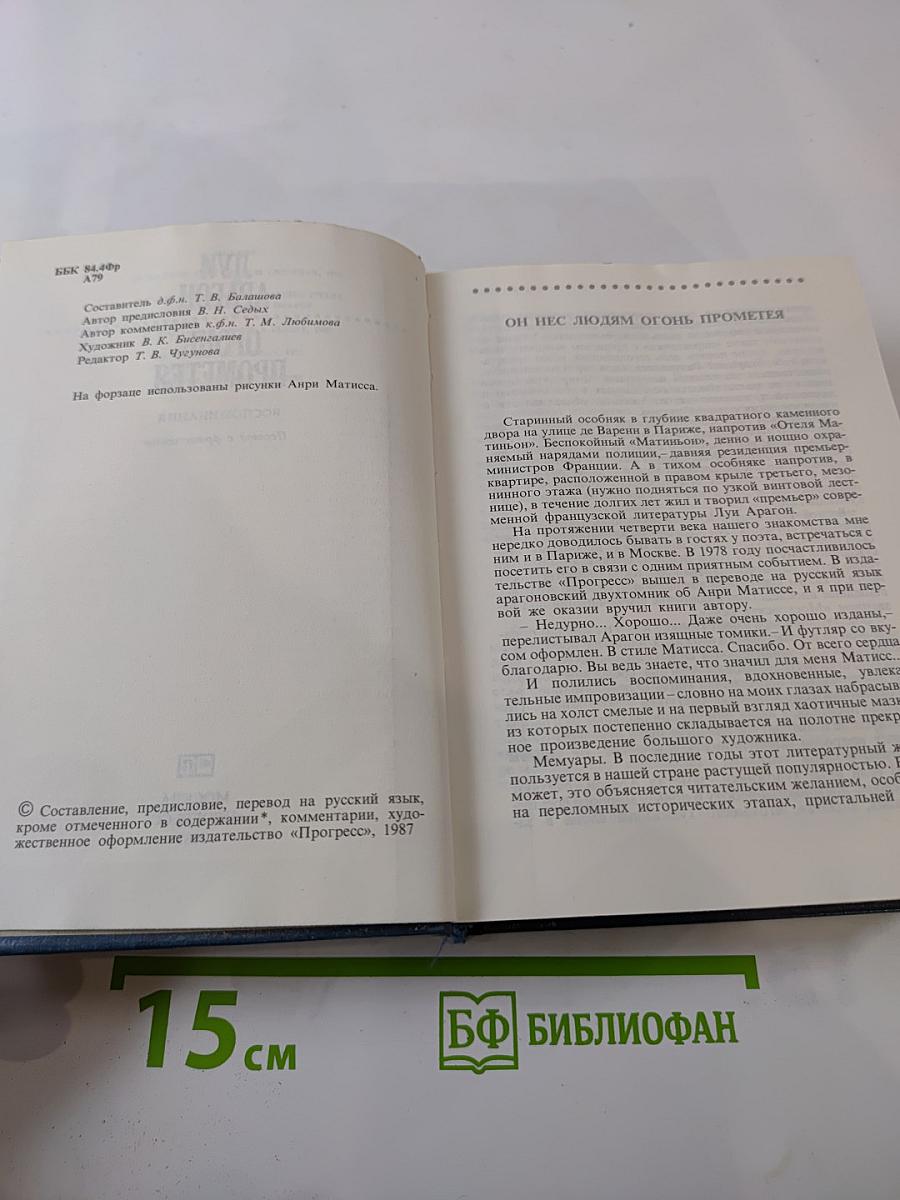 ББК 84.4Фр
А79
Составитель д.ф.н. Т. В. Балашова
Автор предисловия В. Н. Седых
Автор комментариев к.ф.н. Т. М. Любимова
Художник В. К. Бисенгалиев
Редактор Т. В. Чугунова
На форзаце использованы рисунки Анри Матисса.
© Составление, предисловие, перевод на русский язык,
кроме отмеченного в содержании*, комментарии, худо-
жественное оформление издательство «Прогресс», 1987
ОН НЕС ЛЮДЯМ ОГОНЬ ПРОМЕТЕЯ
Старинный особняк в глубине квадратного каменного
двора на улице де Варенн в Париже, напротив «Отеля Ма-
тиньон». Беспокойный «Матиньон», денно и нощно охра-
няемый нарядами полиции,– давняя резиденция премьер-
министров Франции. А в тихом особняке напротив, в
квартире, расположенной в правом крыле третьего, мезо-
нинного этажа (нужно подняться по узкой винтовой лест-
нице), в течение долгих лет жил и творил «премьер» совре-
менной французской литературы Луи Арагон.
На протяжении четверти века нашего знакомства мне
нередко доводилось бывать в гостях у поэта, встречаться с
ним и в Париже, и в Москве. В 1978 году посчастливилось
посетить его в связи с одним приятным событием. В изда-
тельстве «Прогресс» вышел в переводе на русский язык
арагоновский двухтомник об Анри Матиссе, и я при пер-
вой же оказии вручил книги автору.
– Недурно... Хорошо... Даже очень хорошо изданы,–
перелистывал Арагон изящные томики.– И футляр со вку-
сом оформлен. В стиле Матисса. Спасибо. От всего сердца
благодарю. Вы ведь знаете, что значил для меня Матисс...
И полились воспоминания, вдохновенные, увлека
тельные импровизации – словно на моих глазах набрасыв
лись на холст смелые и на первый взгляд хаотичные мазк
из которых постепенно складывается на полотне прекр
ное произведение большого художника.
Мемуары. В последние годы этот литературный ж
пользуется в нашей стране растущей популярностью.
может, это объясняется читательским желанием, особ
на переломных исторических этапах, пристальней
15 см
БФ БИБЛИОФАН